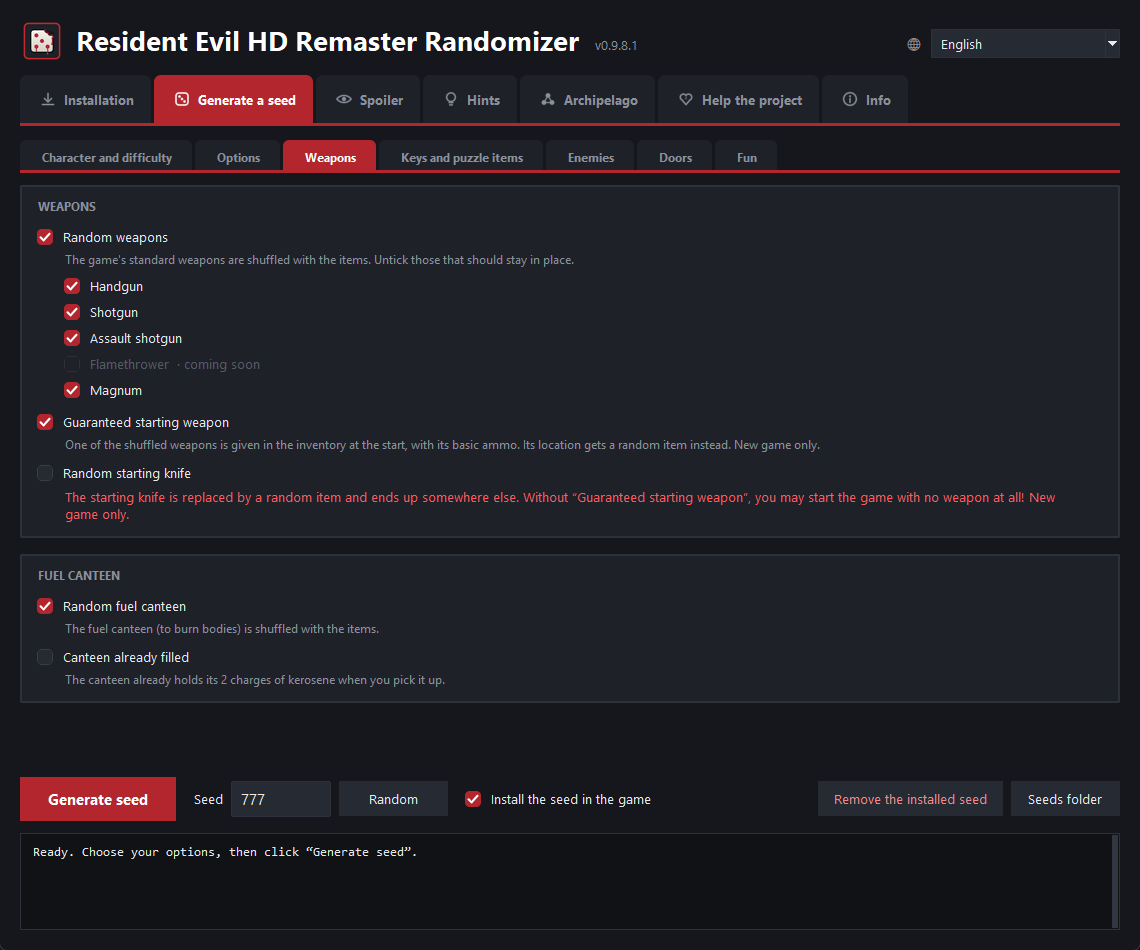 Resident Evil HD Remaster Randomizer v0.9.8.1
English
Installation
Generate a seed
Spoiler
Hints
Archipelago
Help the project
Info
Character and difficulty
Options
Weapons
Keys and puzzle items
Enemies
Doors
Fun
WEAPONS
Random weapons
The game's standard weapons are shuffled with the items. Untick those that should stay in place.
Handgun
Shotgun
Assault shotgun
Flamethrower · coming soon
Magnum
Guaranteed starting weapon
One of the shuffled weapons is given in the inventory at the start, with its basic ammo. Its location gets a random item instead. New game only.
Random starting knife
The starting knife is replaced by a random item and ends up somewhere else. Without “Guaranteed starting weapon”, you may start the game with no weapon at all! New
game only.
FUEL CANTEEN
Random fuel canteen
The fuel canteen (to burn bodies) is shuffled with the items.
Canteen already filled
The canteen already holds its 2 charges of kerosene when you pick it up.
Generate seed
Seed
777
Random
Install the seed in the game
Remove the installed seed
Seeds folder
Ready. Choose your options, then click “Generate seed”.